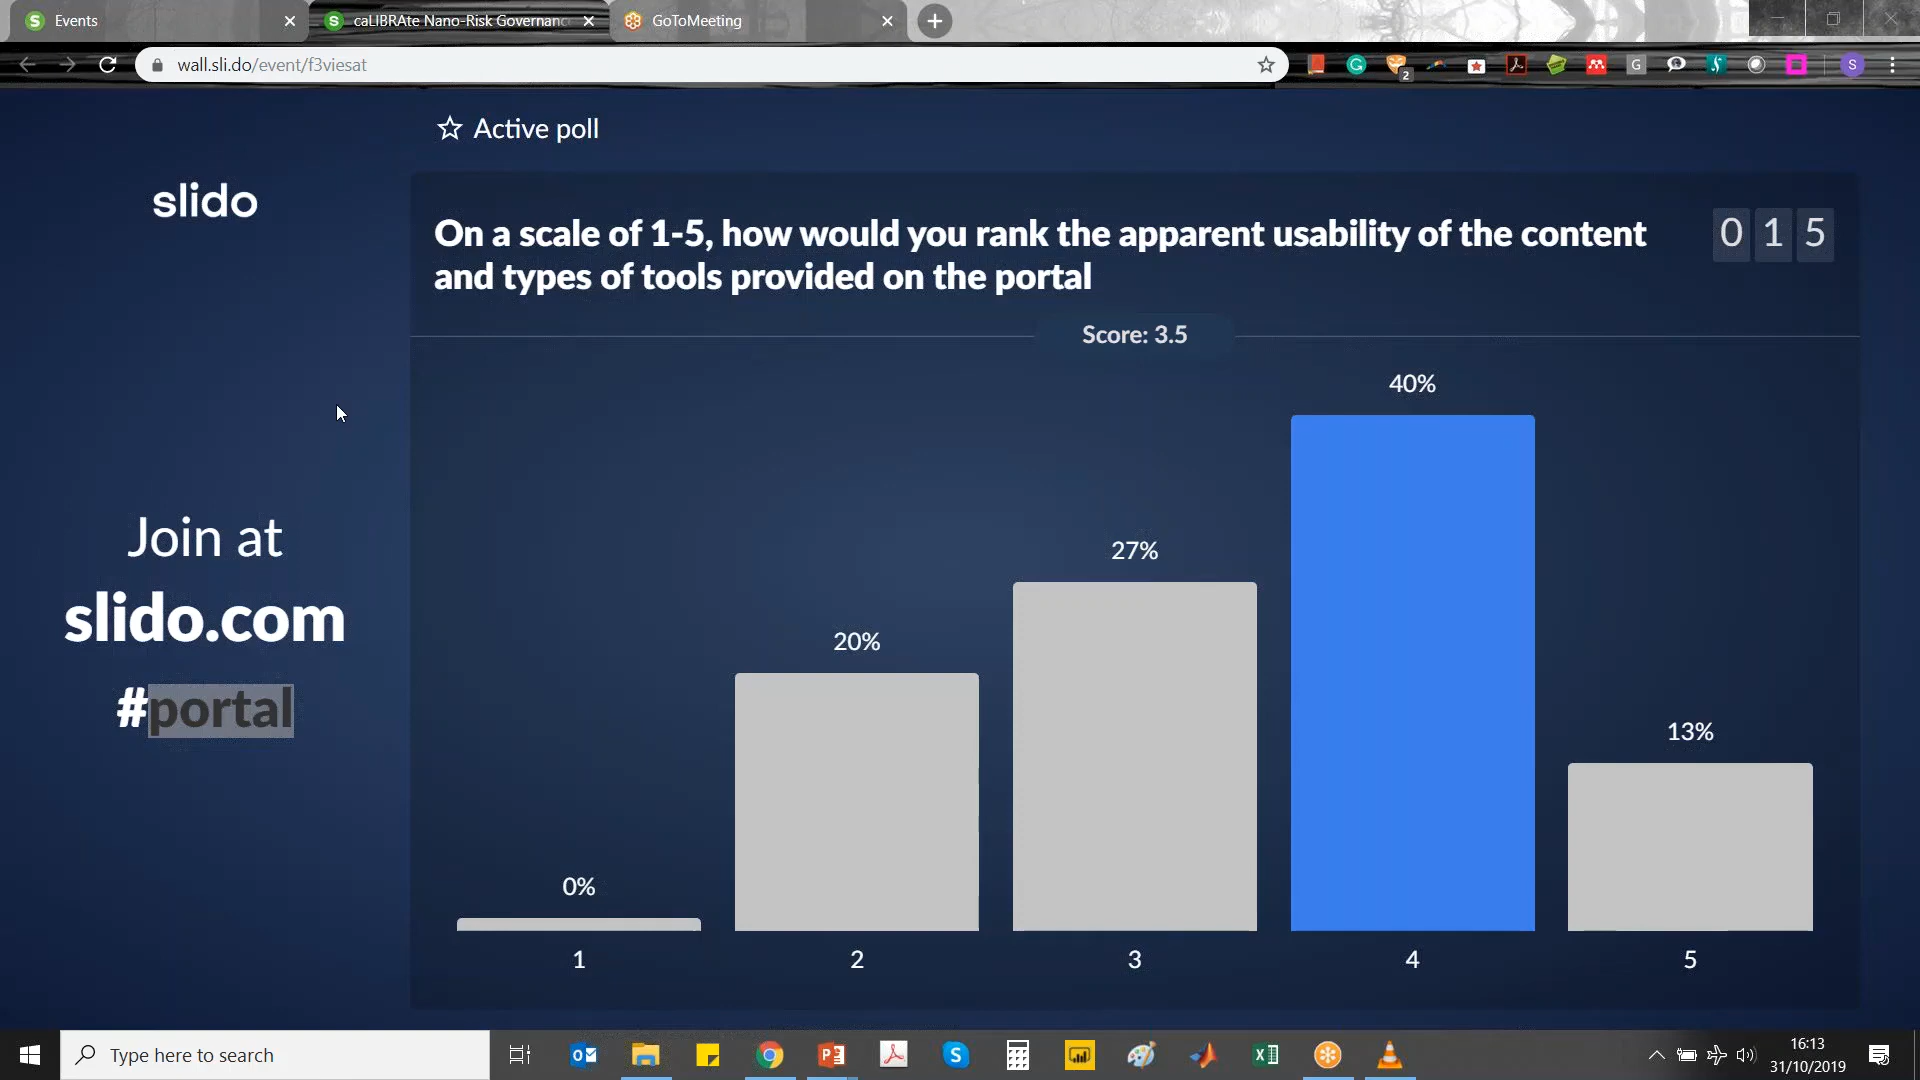 Events
caLIBRAte Nano-Risk Governanc
GoToMeeting
wall.sli.do/event/f3viesat
2
G
S
Active poll
slido
On a scale of 1-5, how would you rank the apparent usability of the content
and types of tools provided on the portal
0 1 5
Score: 3.5
40%
27%
20%
13%
0%
1 2 3 4 5
Join at
slido.com
#portal
Type here to search
16:13
31/10/2019